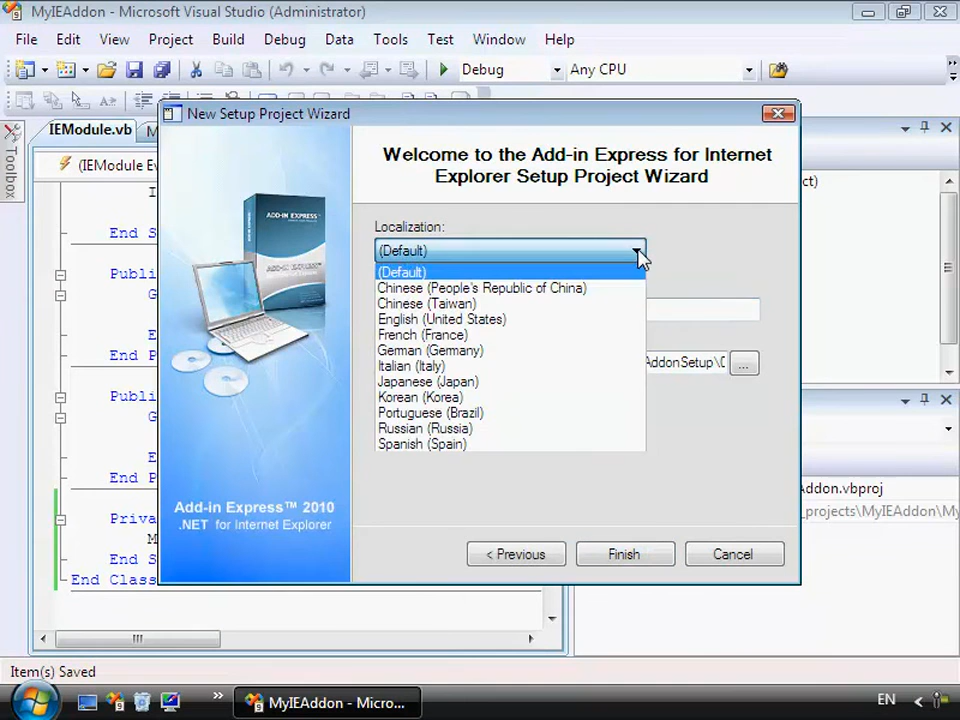 MyIEAddon - Microsoft Visual Studio (Administrator)
File Edit View Project Build Debug Data Tools Test Window Help
Debug Any CPU
New Setup Project Wizard
IEModule.vb
Toolbox
(IEModule
End S
Publi
End P
Publi
End P
Priva
End S
End Class
Welcome to the Add-in Express for Internet
Explorer Setup Project Wizard
Localization:
(Default)
(Default)
Chinese (People's Republic of China)
Chinese (Taiwan)
English (United States)
French (France)
German (Germany)
Italian (Italy)
Japanese (Japan)
Korean (Korea)
Portuguese (Brazil)
Russian (Russia)
Spanish (Spain)
AddonSetup\
...
ADD-IN EXPRESS
Add-in Express™ 2010
.NET for Internet Explorer
< Previous Finish Cancel
ct)
Addon.vbproj
_projects\MyIEAddon\My
Item(s) Saved
MyIEAddon - Micro...
EN